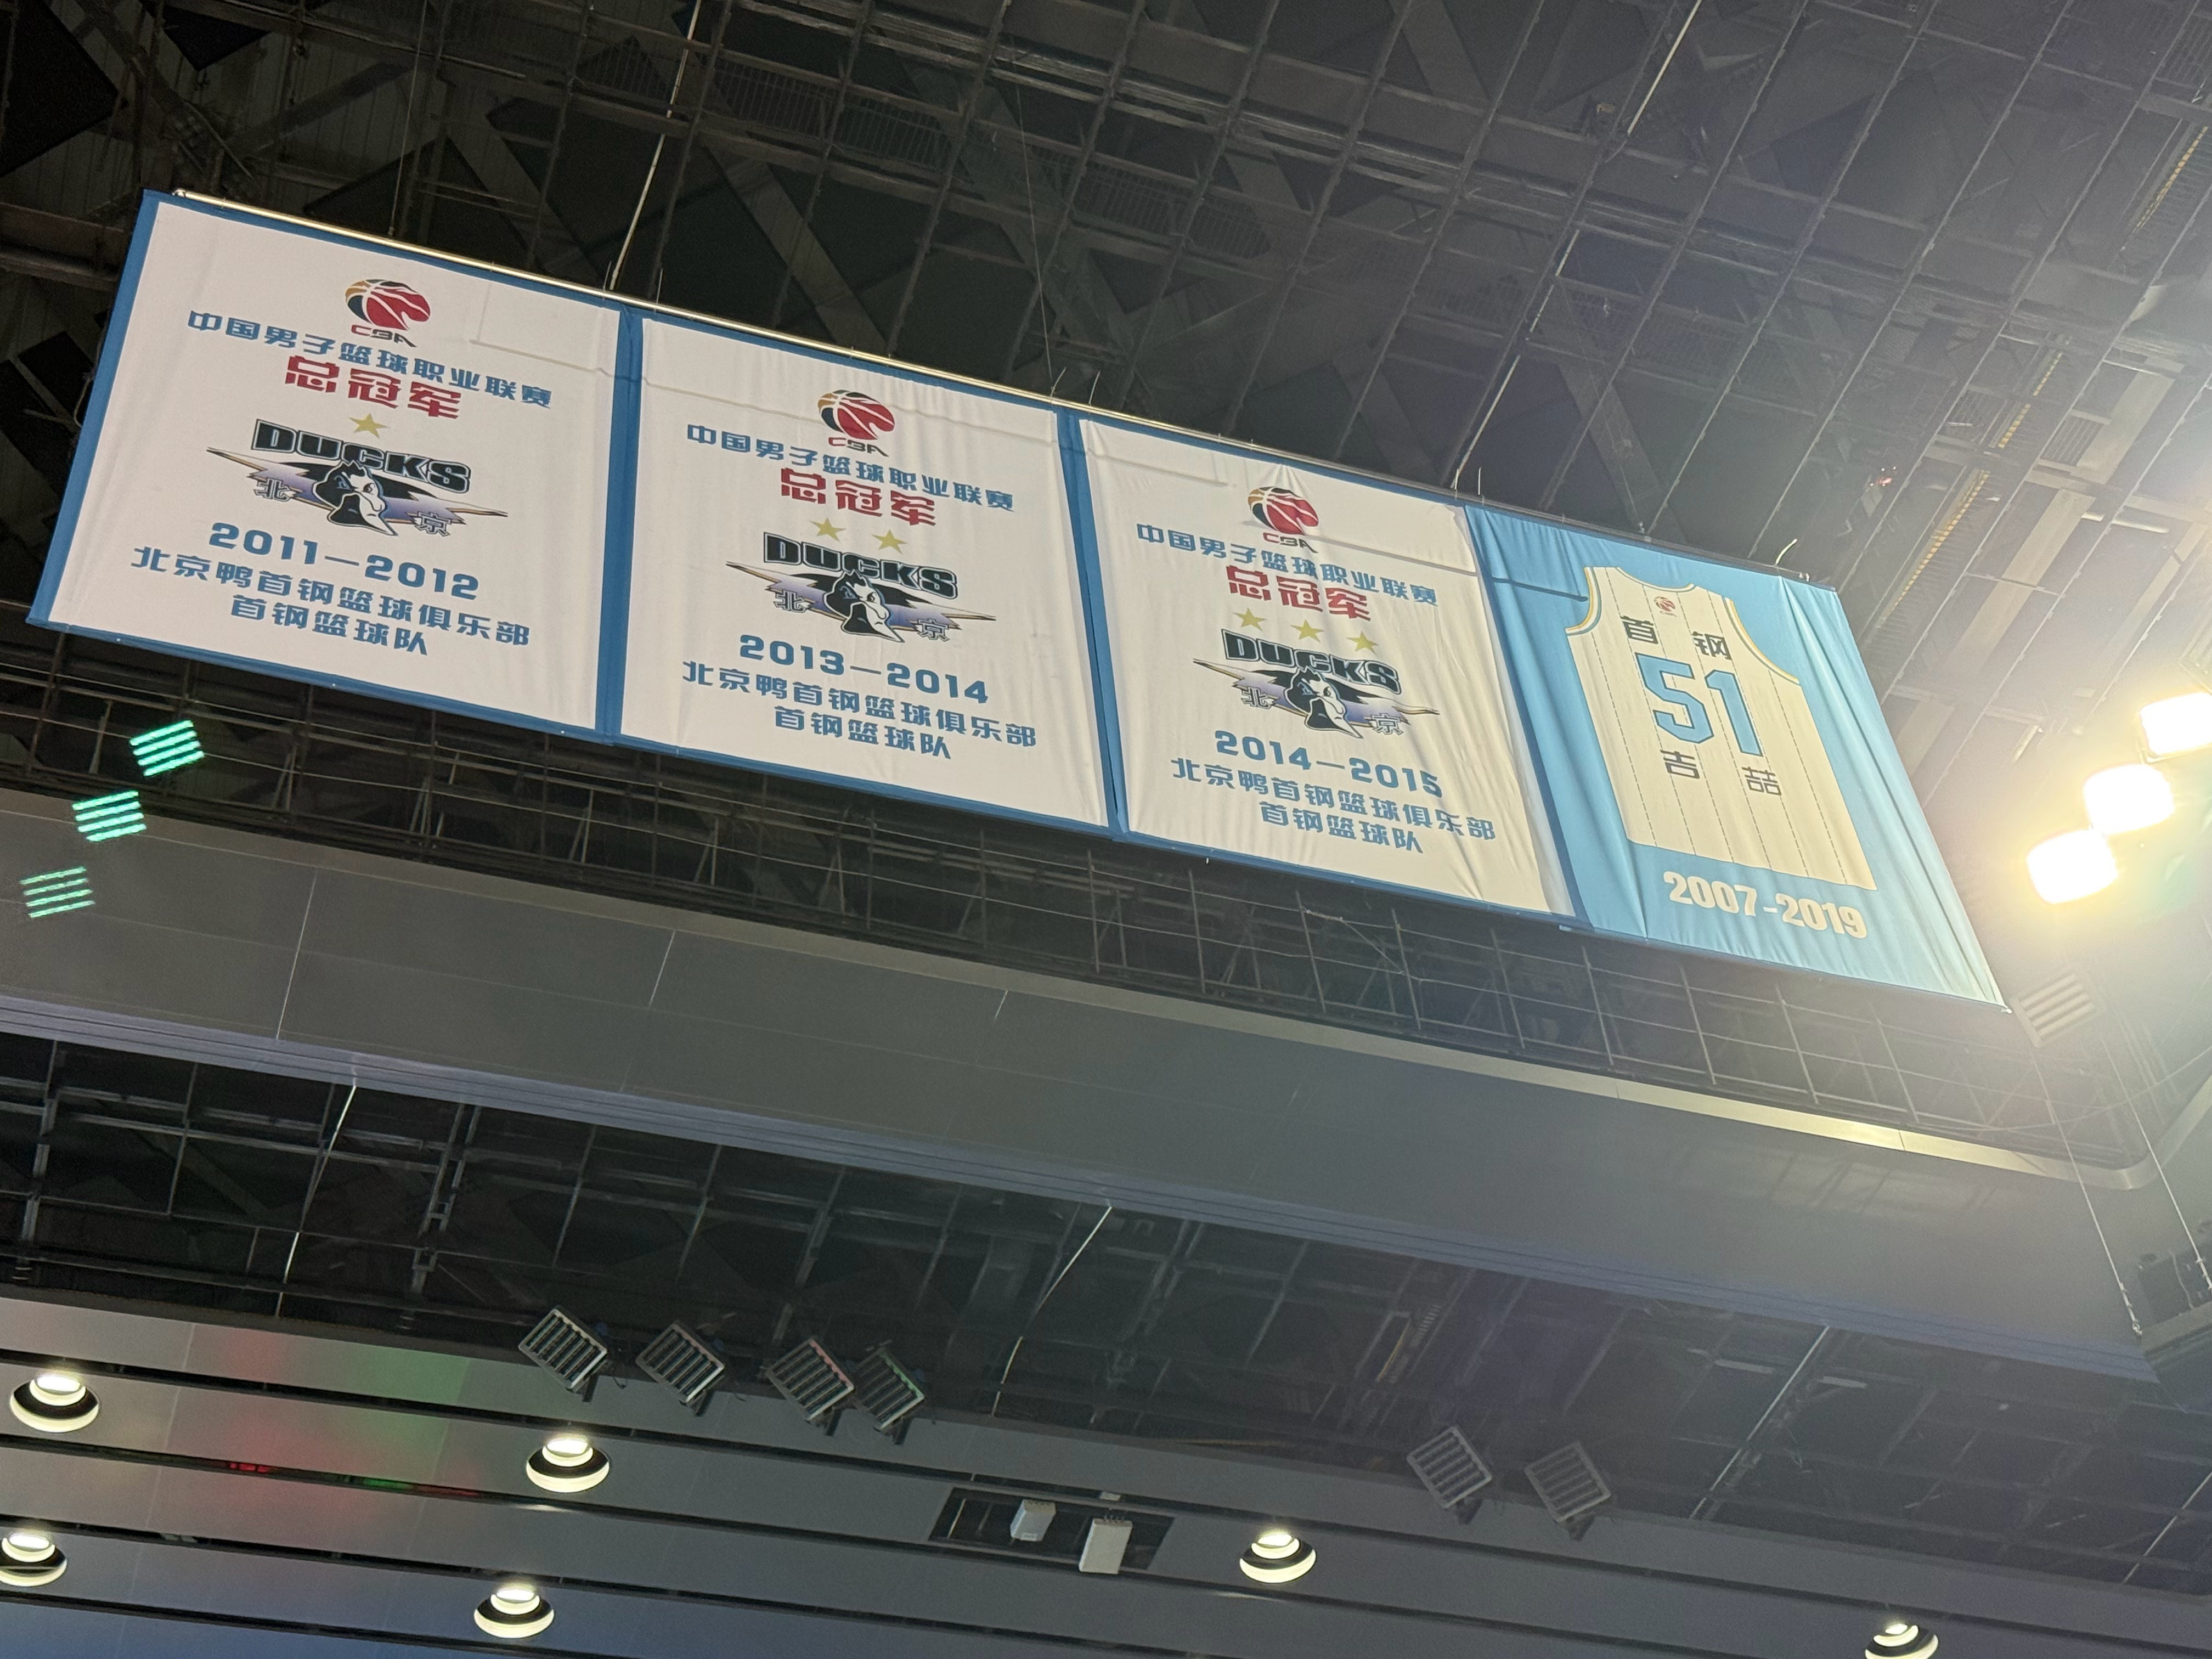 CBA
中国男子篮球职业联赛
总冠军
DUCKS
北京
2011—2012
北京鸭首钢篮球俱乐部
首钢篮球队
CBA
中国男子篮球职业联赛
总冠军
DUCKS
北京
2013—2014
北京鸭首钢篮球俱乐部
首钢篮球队
CBA
中国男子篮球职业联赛
总冠军
DUCKS
北京
2014—2015
北京鸭首钢篮球俱乐部
首钢篮球队
首钢
51
吉喆
2007-2019